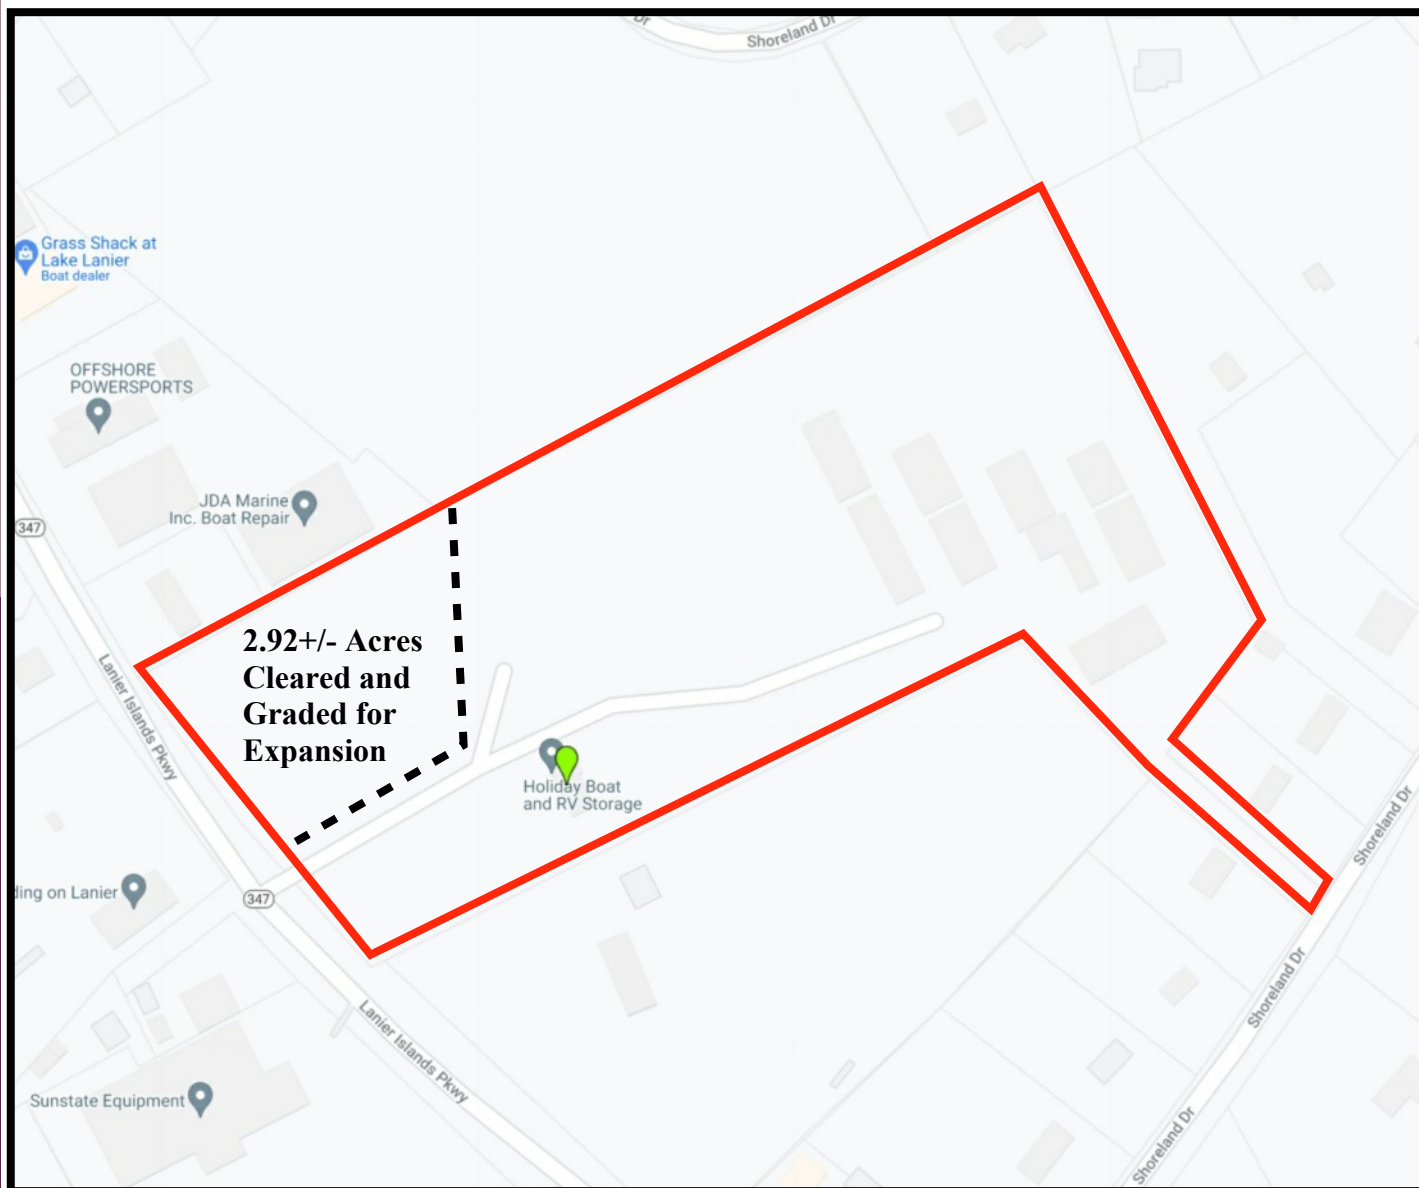 Dr
Shoreland Dr
Grass Shack at
Lake Lanier
Boat dealer
OFFSHORE
POWERSPORTS
JDA Marine
Inc. Boat Repair
347
2.92+/- Acres
Cleared and
Graded for
Expansion
Lanier Islands Pkwy
Holiday Boat
and RV Storage
Shoreland Dr
ding on Lanier
347
Shoreland Dr
Lanier Islands Pkwy
Sunstate Equipment
Shoreland Dr